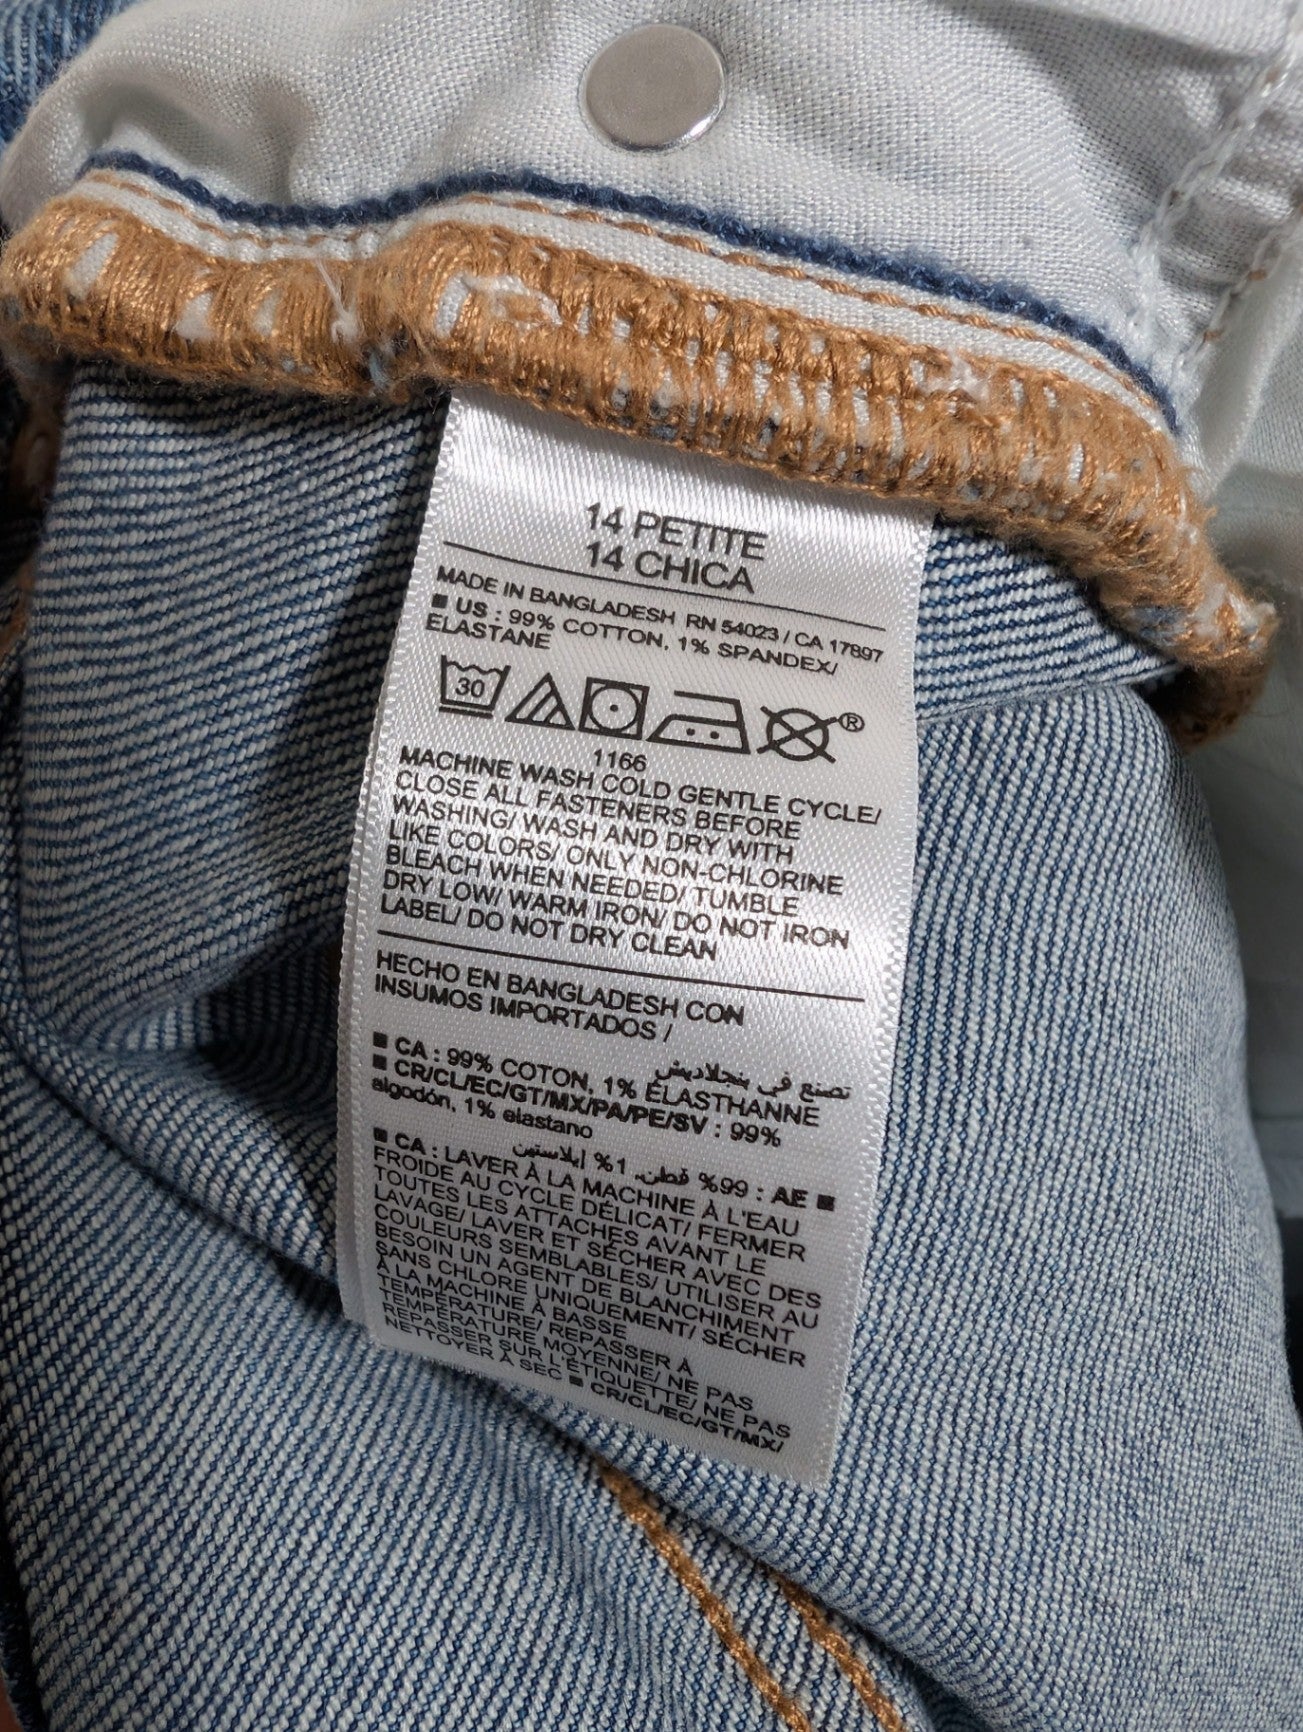 14 PETITE
14 CHICA
MADE IN BANGLADESH RN 54023 / CA 17897
■ US : 99% COTTON, 1% SPANDEX/
ELASTANE
30
®
1166
MACHINE WASH COLD GENTLE CYCLE/
CLOSE ALL FASTENERS BEFORE
WASHING/ WASH AND DRY WITH
LIKE COLORS/ ONLY NON-CHLORINE
BLEACH WHEN NEEDED/ TUMBLE
DRY LOW/ WARM IRON/ DO NOT IRON
LABEL/ DO NOT DRY CLEAN
HECHO EN BANGLADESH CON
INSUMOS IMPORTADOS /
تصنع في بنجلاديش
■ CA : 99% COTON, 1% ÉLASTHANNE
■ CR/CL/EC/GT/MX/PA/PE/SV : 99%
algodón, 1% elastano
■ AE : 99% قطن, 1% إيلاستين
■ CA : LAVER À LA MACHINE À L'EAU
FROIDE AU CYCLE DÉLICAT/ FERMER
TOUTES LES ATTACHES AVANT LE
LAVAGE/ LAVER ET SÉCHER AVEC DES
COULEURS SEMBLABLES/ UTILISER AU
BESOIN UN AGENT DE BLANCHIMENT
SANS CHLORE UNIQUEMENT/ SÉCHER
À LA MACHINE À BASSE
TEMPÉRATURE/ REPASSER À
TEMPÉRATURE MOYENNE/ NE PAS
REPASSER SUR L'ÉTIQUETTE/ NE PAS
NETTOYER À SEC ■ CR/CL/EC/GT/MX/